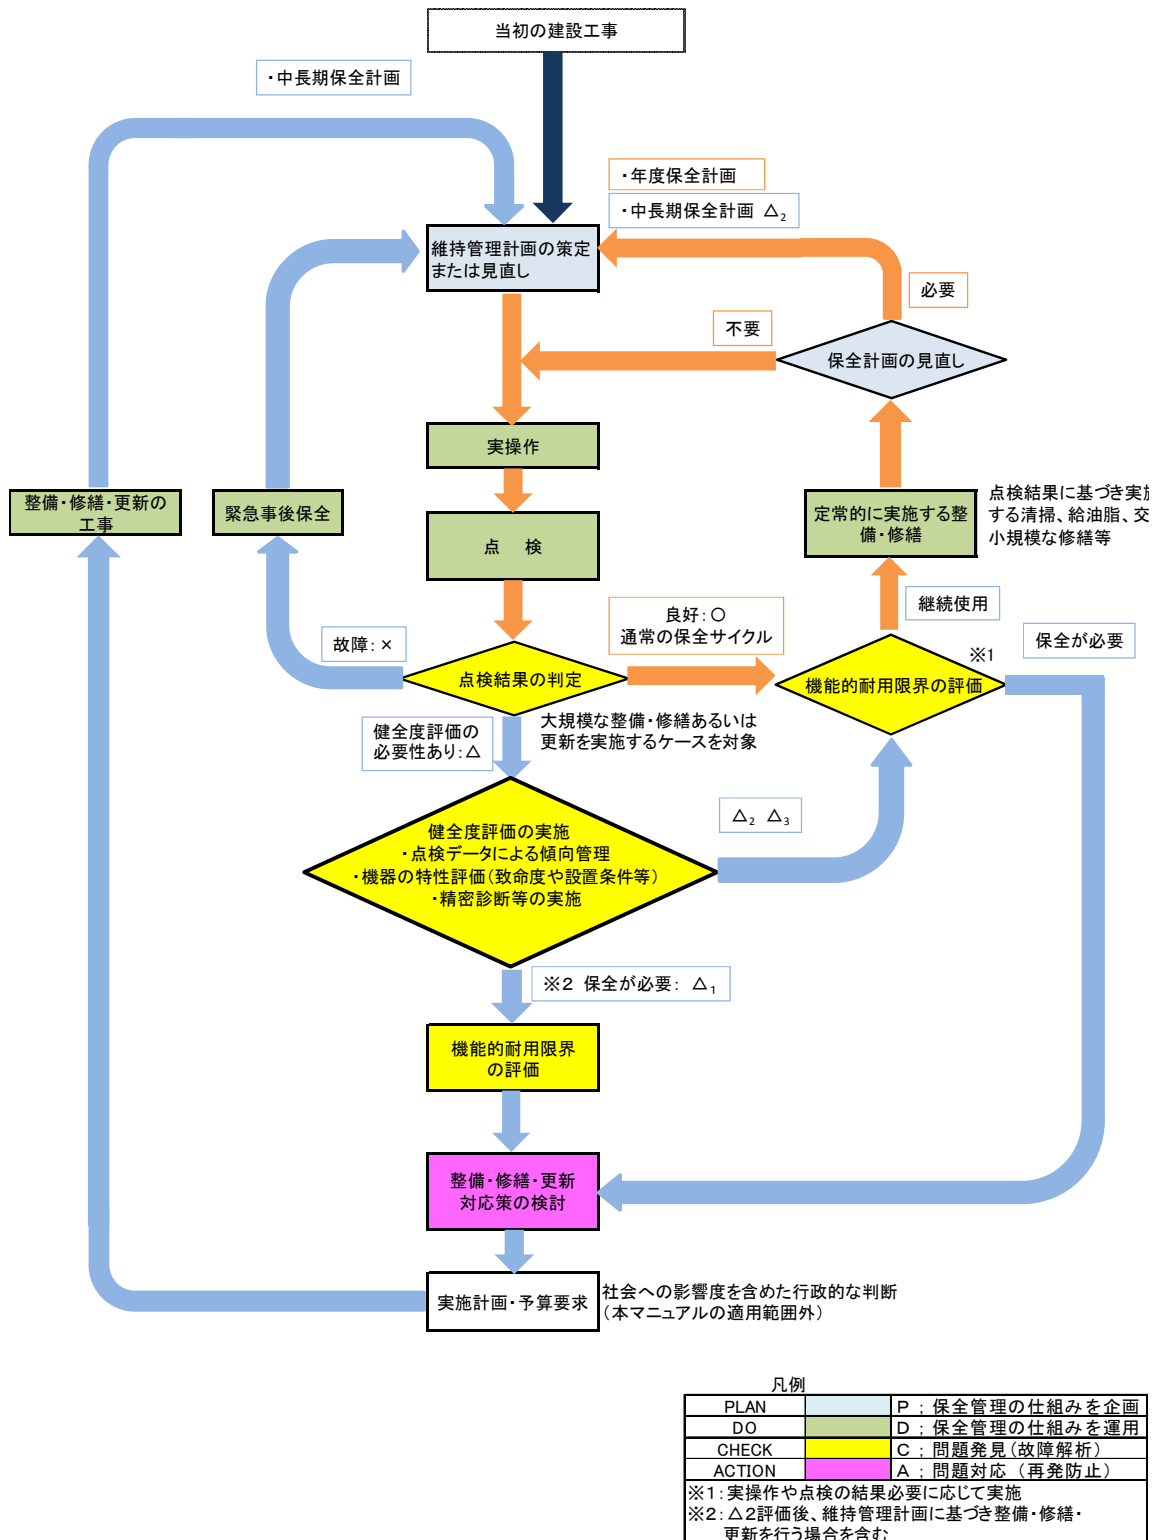 当初の建設工事
・中長期保全計画
・年度保全計画
・中長期保全計画 △₂
維持管理計画の策定
または見直し
必要
不要
保全計画の見直し
実操作
整備・修繕・更新の
工事
緊急事後保全
定常的に実施する整
備・修繕
点検結果に基づき実施
する清掃、給油脂、交
小規模な修繕等
点　検
継続使用
良好：○
通常の保全サイクル
故障：×
保全が必要
※1
点検結果の判定
機能的耐用限界の評価
健全度評価の
必要性あり：△
大規模な整備・修繕あるいは
更新を実施するケースを対象
△₂ △₃
健全度評価の実施
・点検データによる傾向管理
・機器の特性評価（致命度や設置条件等）
・精密診断等の実施
※2 保全が必要： △₁
機能的耐用限界
の評価
整備・修繕・更新
対応策の検討
実施計画・予算要求
社会への影響度を含めた行政的な判断
（本マニュアルの適用範囲外）
凡例
PLAN P ；保全管理の仕組みを企画
DO D ；保全管理の仕組みを運用
CHECK C ；問題発見（故障解析）
ACTION A ；問題対応（再発防止）
※1：実操作や点検の結果必要に応じて実施
※2：△2評価後、維持管理計画に基づき整備・修繕・
更新を行う場合を含む